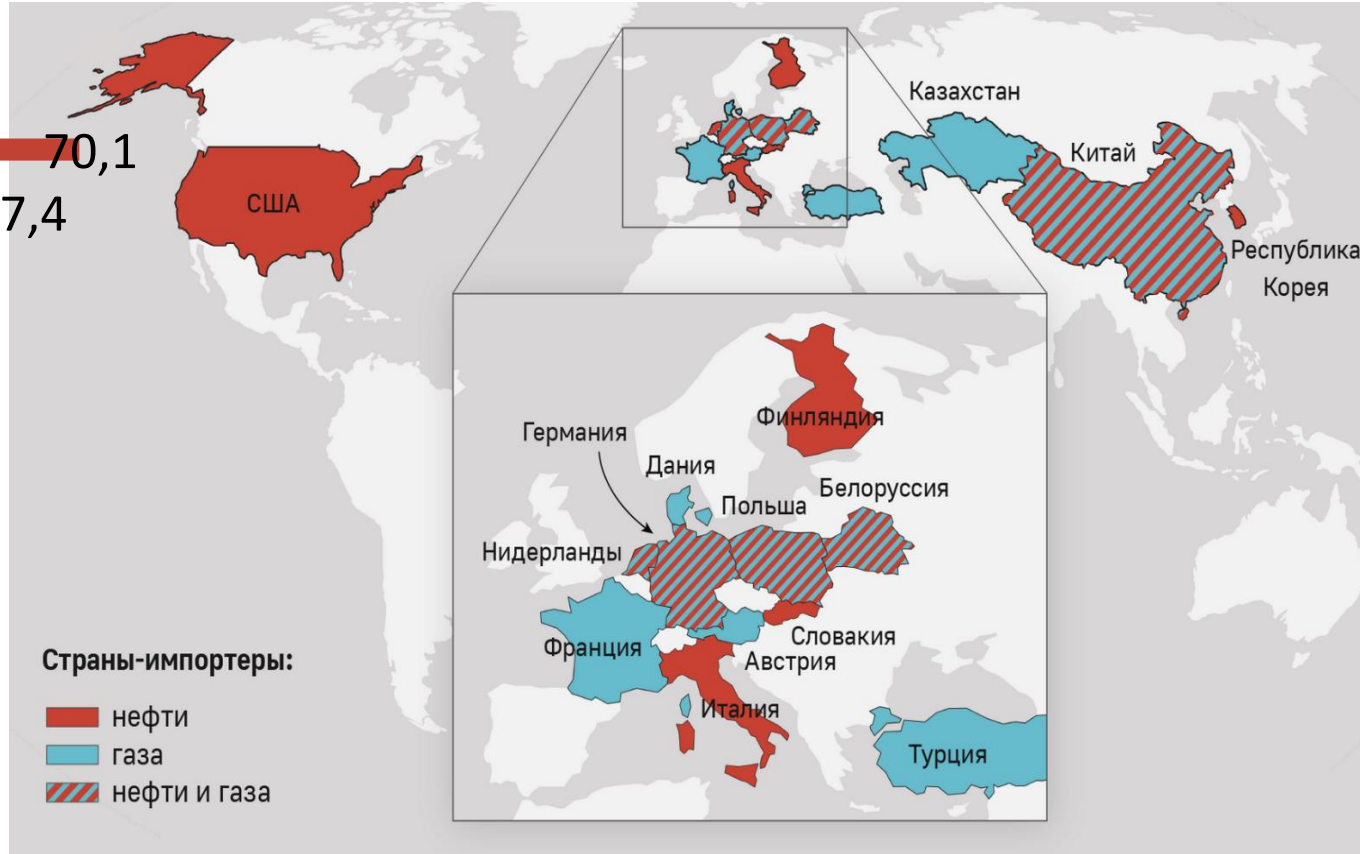 70,1
7,4
США
Казахстан
Китай
Республика
Корея
Финляндия
Германия
Дания
Белоруссия
Польша
Нидерланды
Словакия
Франция
Австрия
Италия
Турция
Страны-импортеры:
нефти
газа
нефти и газа